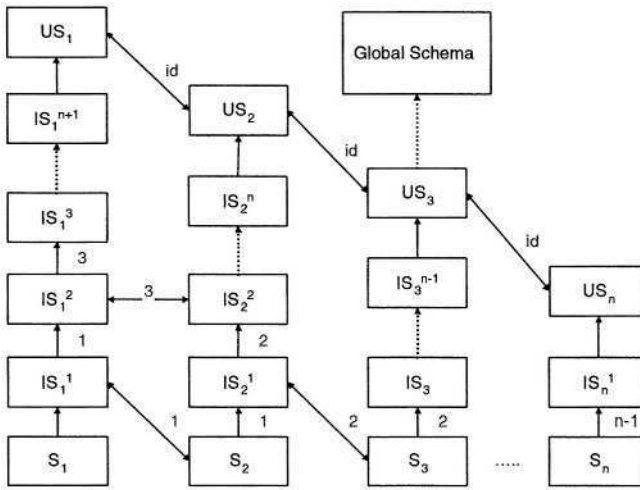 US₁
Global Schema
id
US₂
IS₁ⁿ⁺¹
id
US₃
IS₂ⁿ
IS₁³
id
3
IS₃ⁿ⁻¹
USₙ
IS₁²
3
IS₂²
1
2
IS₁¹
IS₂¹
IS₃
ISₙ¹
1
1
2
2
n-1
S₁
S₂
S₃
.....
Sₙ